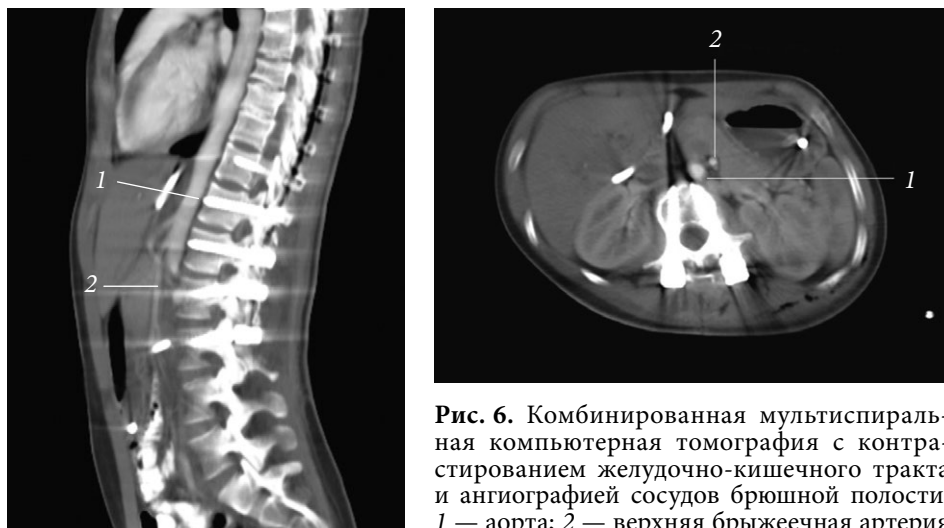 1
2
2
1
Рис. 6. Комбинированная мультиспираль-
ная компьютерная томография с контра-
стированием желудочно-кишечного тракта
и ангиографией сосудов брюшной полости
1 — аорта; 2 — верхняя брыжеечная артерия